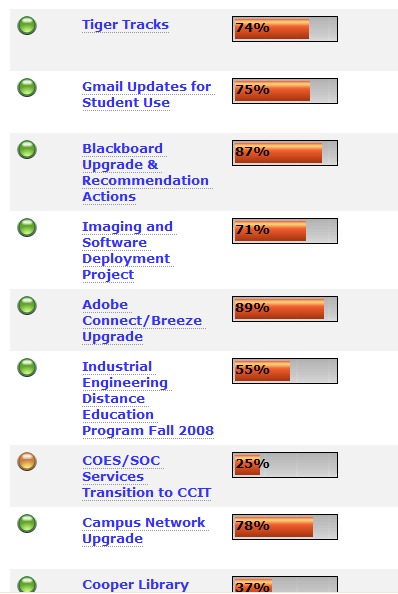 Tiger Tracks
74%
Gmail Updates for
Student Use
75%
Blackboard
Upgrade &
Recommendation
Actions
87%
Imaging and
Software
Deployment
Project
71%
Adobe
Connect/Breeze
Upgrade
89%
Industrial
Engineering
Distance
Education
Program Fall 2008
55%
COES/SOC
Services
Transition to CCIT
25%
Campus Network
Upgrade
78%
Cooper Library
37%